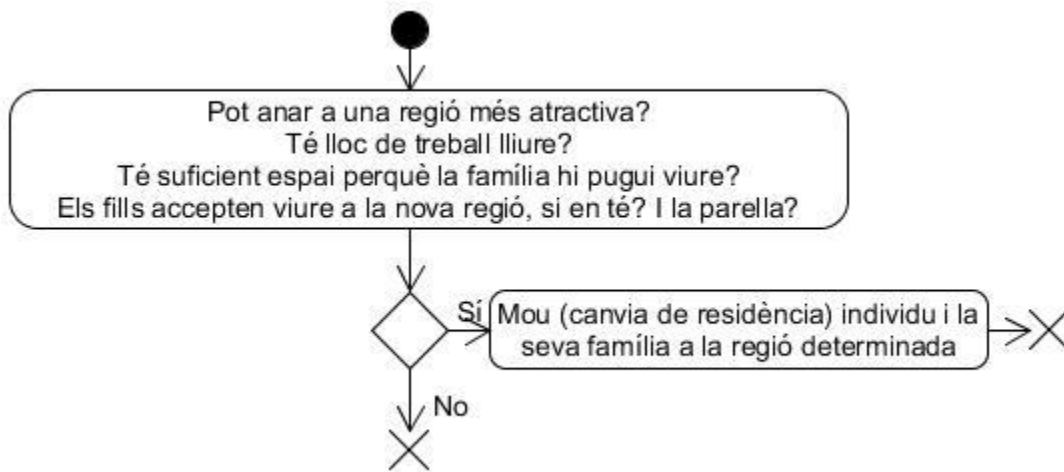 Pot anar a una regió més atractiva?
Té lloc de treball lliure?
Té suficient espai perquè la família hi pugui viure?
Els fills accepten viure a la nova regió, si en té? I la parella?
Sí
Mou (canvia de residència) individu i la
seva família a la regió determinada
No